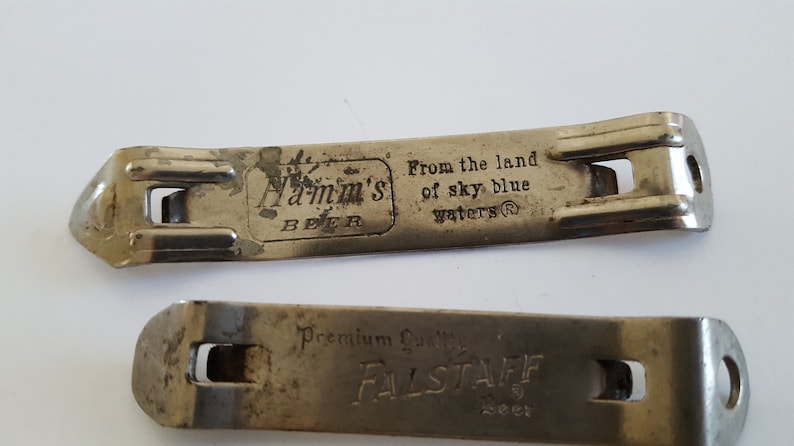 Hamm's
BEER
From the land
of sky blue
waters®
Premium Quality
FALSTAFF
®
Beer